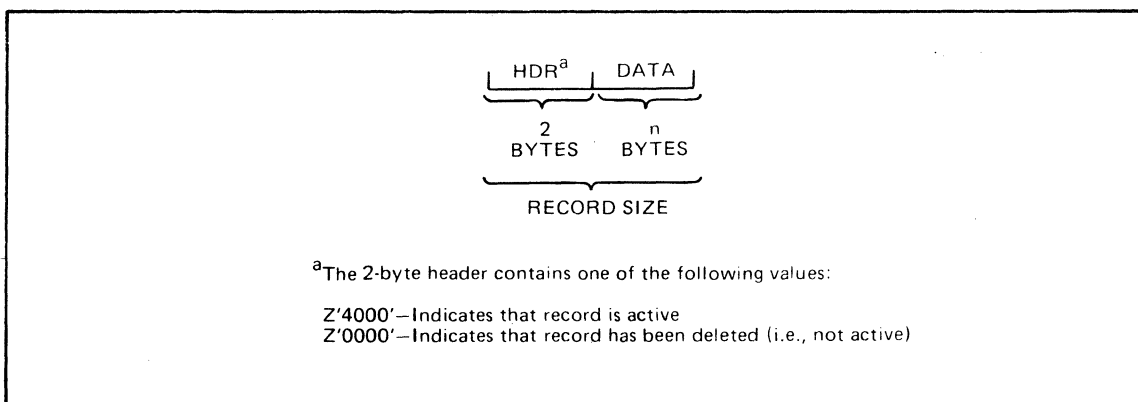 HDRa DATA
2 n
BYTES BYTES
RECORD SIZE
aThe 2-byte header contains one of the following values:
Z'4000'—Indicates that record is active
Z'0000'—Indicates that record has been deleted (i.e., not active)